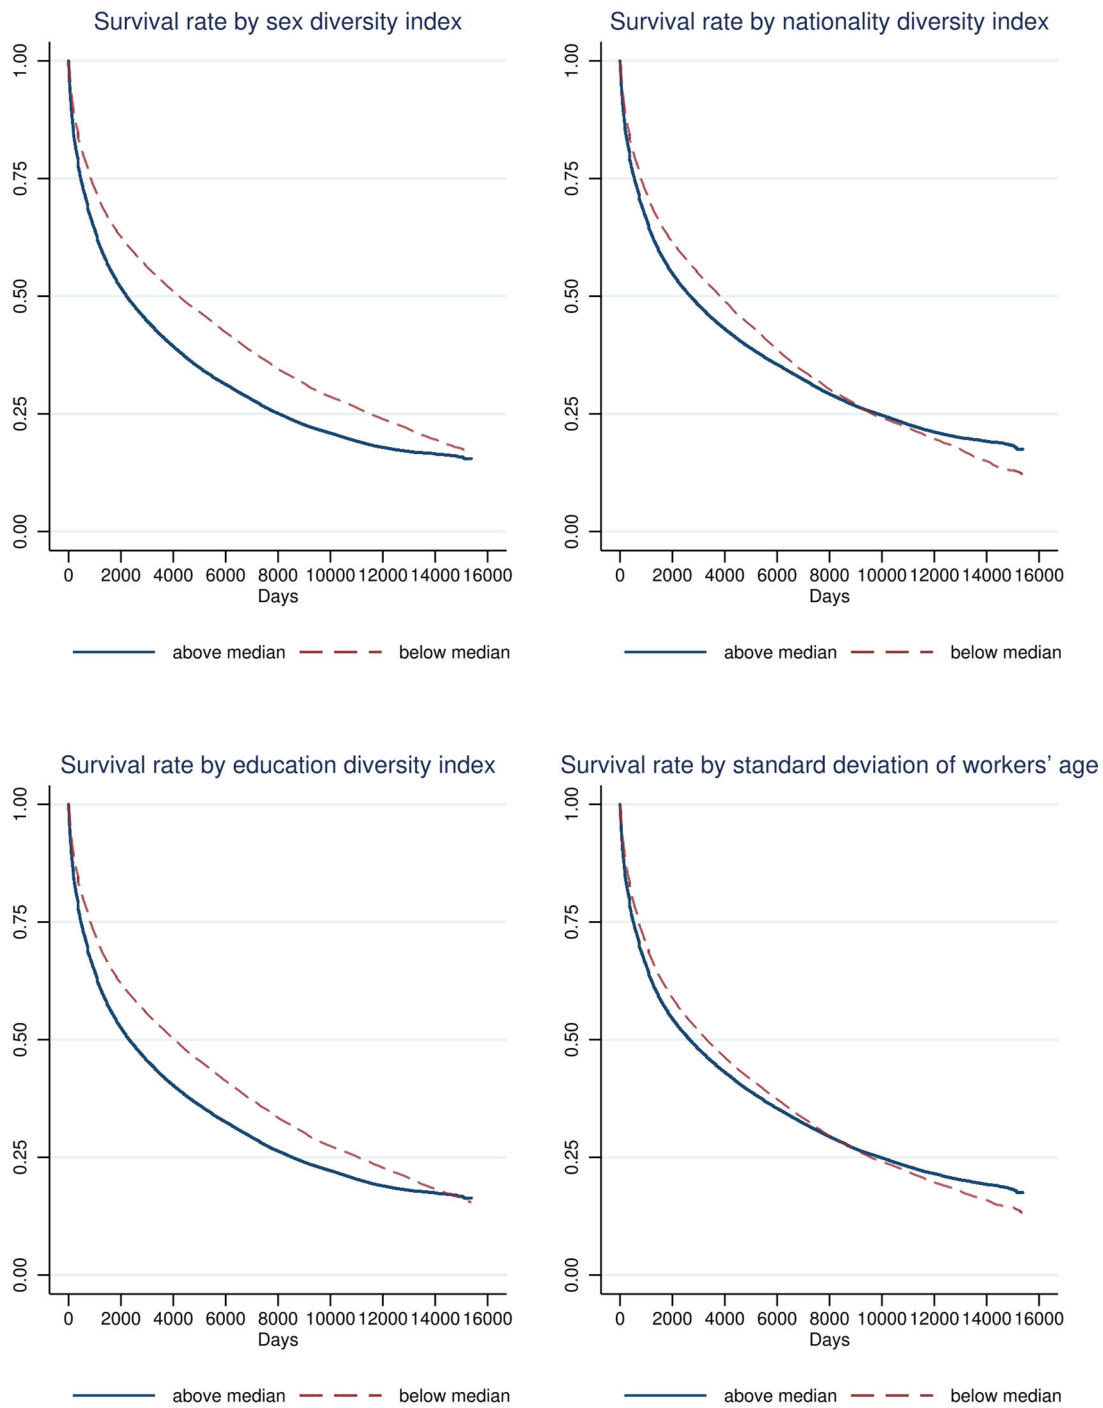 Survival rate by sex diversity index
1.00
0.75
0.50
0.25
0.00
0 2000 4000 6000 8000 10000 12000 14000 16000
Days
above median below median
Survival rate by nationality diversity index
1.00
0.75
0.50
0.25
0.00
0 2000 4000 6000 8000 10000 12000 14000 16000
Days
above median below median
Survival rate by education diversity index
1.00
0.75
0.50
0.25
0.00
0 2000 4000 6000 8000 10000 12000 14000 16000
Days
above median below median
Survival rate by standard deviation of workers’ age
1.00
0.75
0.50
0.25
0.00
0 2000 4000 6000 8000 10000 12000 14000 16000
Days
above median below median